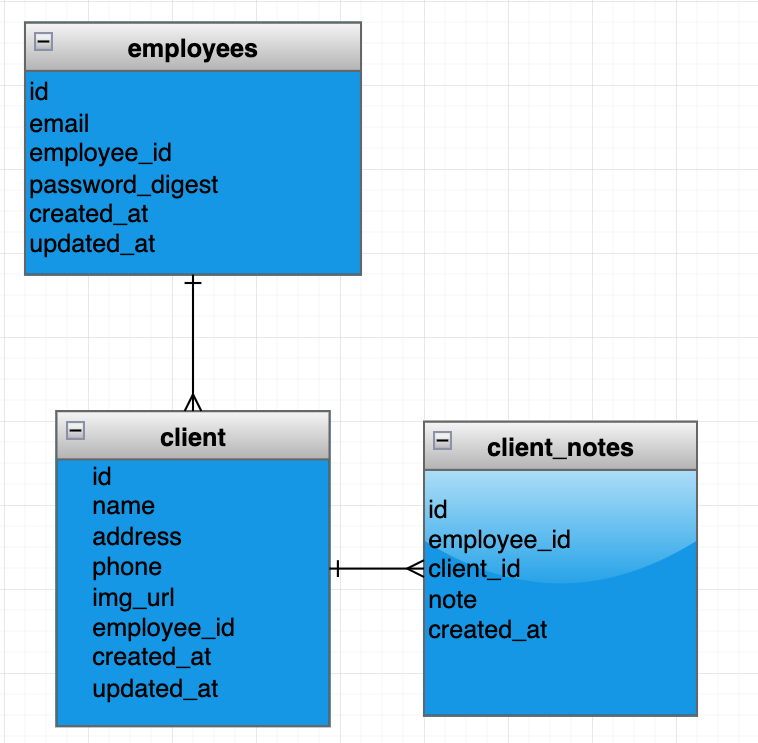 employees
id
email
employee_id
password_digest
created_at
updated_at
client
id
name
address
phone
img_url
employee_id
created_at
updated_at
client_notes
id
employee_id
client_id
note
created_at